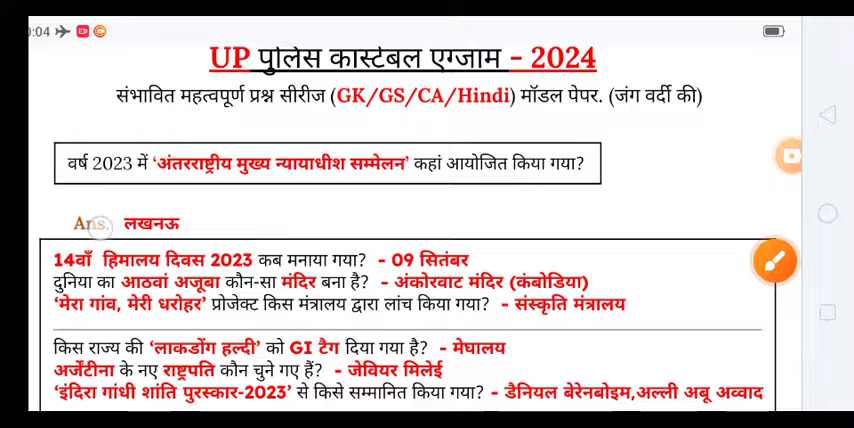 :04
UP पुलिस कास्टेबल एग्जाम - 2024
संभावित महत्वपूर्ण प्रश्न सीरीज (GK/GS/CA/Hindi) मॉडल पेपर. (जंग वर्दी की)
वर्ष 2023 में ‘अंतरराष्ट्रीय मुख्य न्यायाधीश सम्मेलन’ कहां आयोजित किया गया?
Ans. लखनऊ
14वाँ हिमालय दिवस 2023 कब मनाया गया? - 09 सितंबर
दुनिया का आठवां अजूबा कौन-सा मंदिर बना है? - अंकोरवाट मंदिर (कंबोडिया)
‘मेरा गांव, मेरी धरोहर’ प्रोजेक्ट किस मंत्रालय द्वारा लांच किया गया? - संस्कृति मंत्रालय
किस राज्य की ‘लाकडोंग हल्दी’ को GI टैग दिया गया है? - मेघालय
अर्जेंटीना के नए राष्ट्रपति कौन चुने गए हैं? - जेवियर मिलेई
‘इंदिरा गांधी शांति पुरस्कार-2023’ से किसे सम्मानित किया गया? - डैनियल बेरेनबोइम,अल्ली अबू अव्वाद